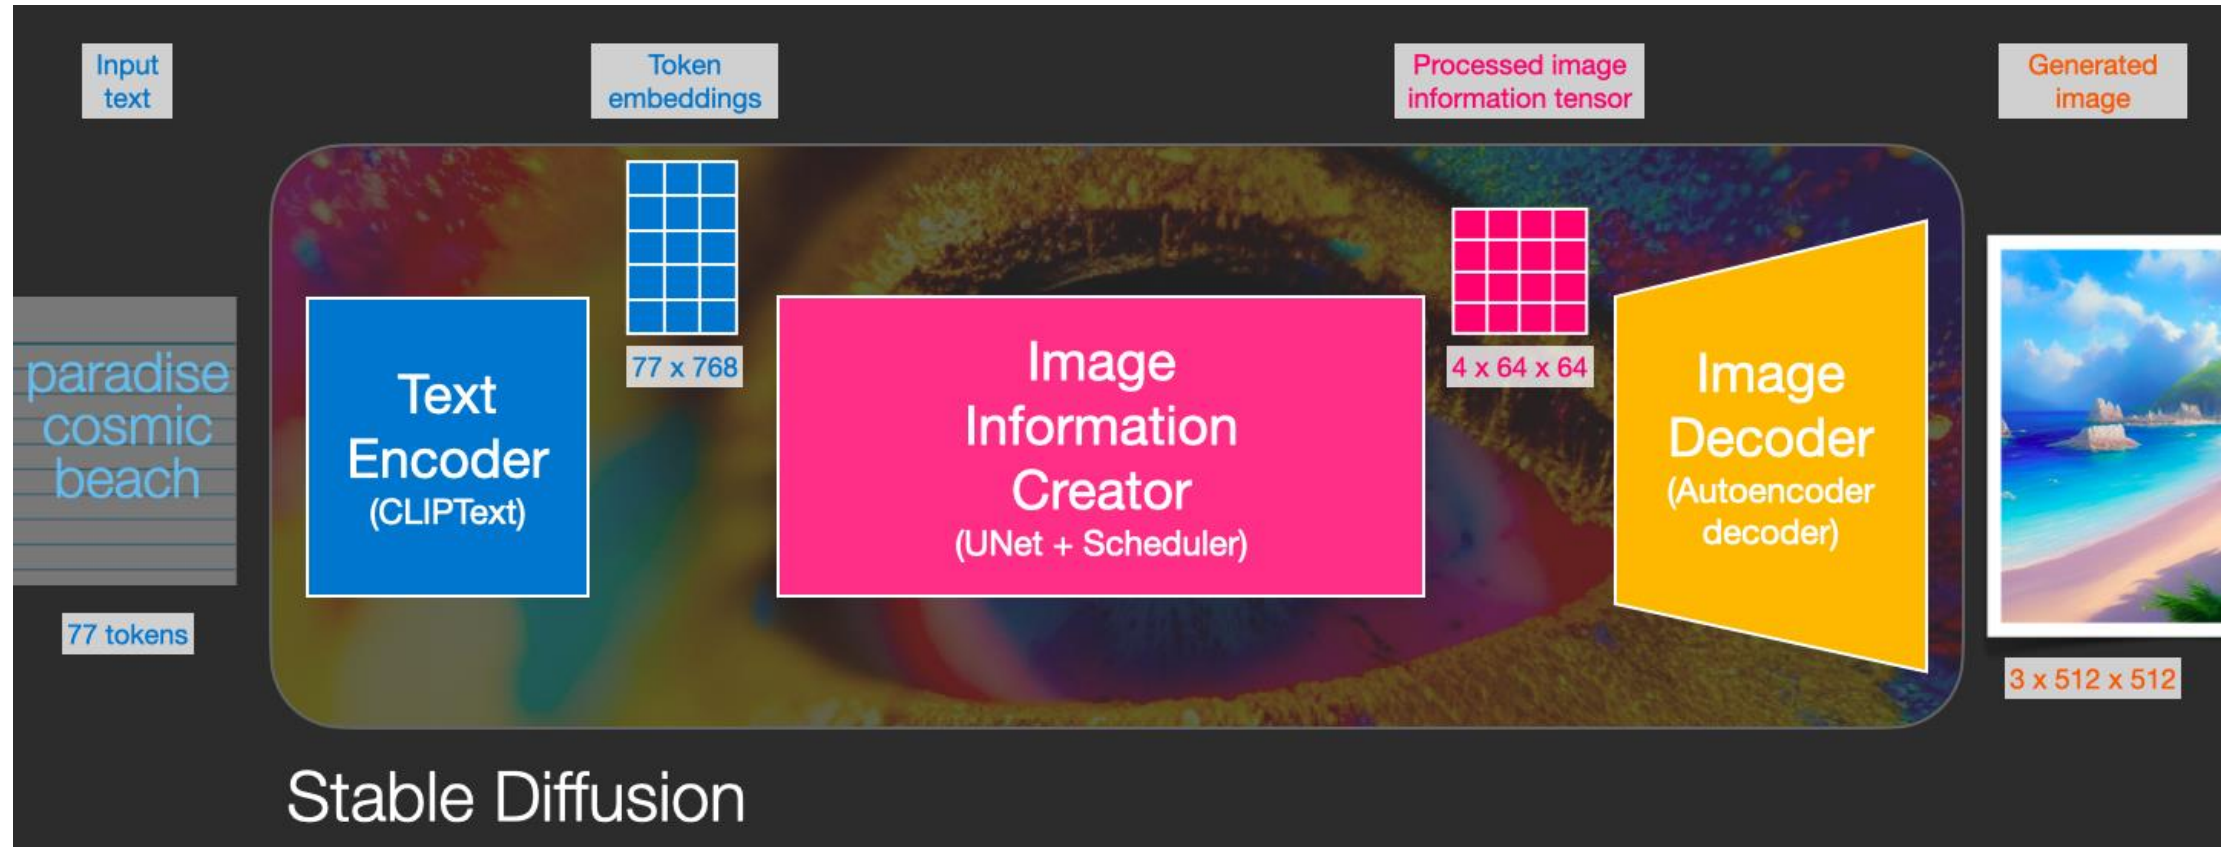 Input
text
Token
embeddings
Processed image
information tensor
Generated
image
paradise
cosmic
beach
77 tokens
Text
Encoder
(CLIPText)
77 x 768
Image
Information
Creator
(UNet + Scheduler)
4 x 64 x 64
Image
Decoder
(Autoencoder
decoder)
3 x 512 x 512
Stable Diffusion